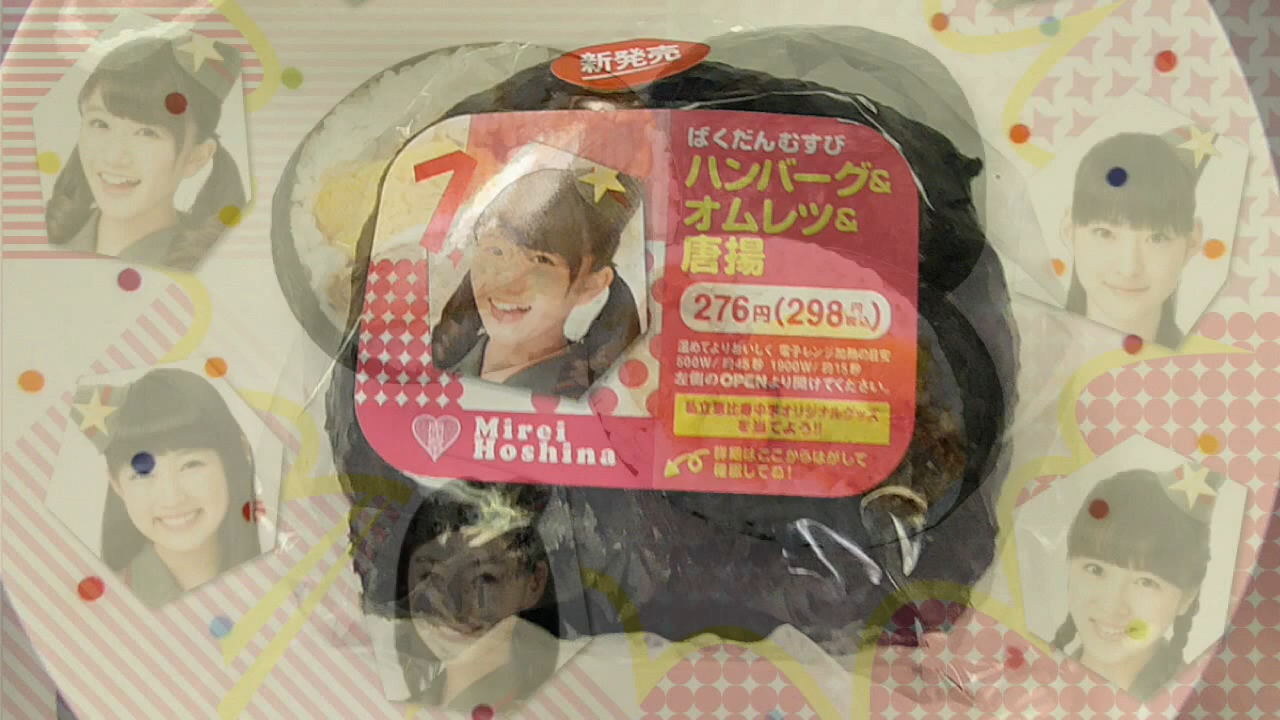 新発売
7
ばくだんむすび
ハンバーグ&
オムレツ&
唐揚
276円(298円)
温めてよりおいしく 電子レンジ加熱の目安
500W/約45秒 1900W/約15秒
左側のOPENより開けてください。
私立恵比寿中学オリジナルグッズ
を当てよう!!
詳細はここからはがして
確認してね!
Mirei
Hoshina